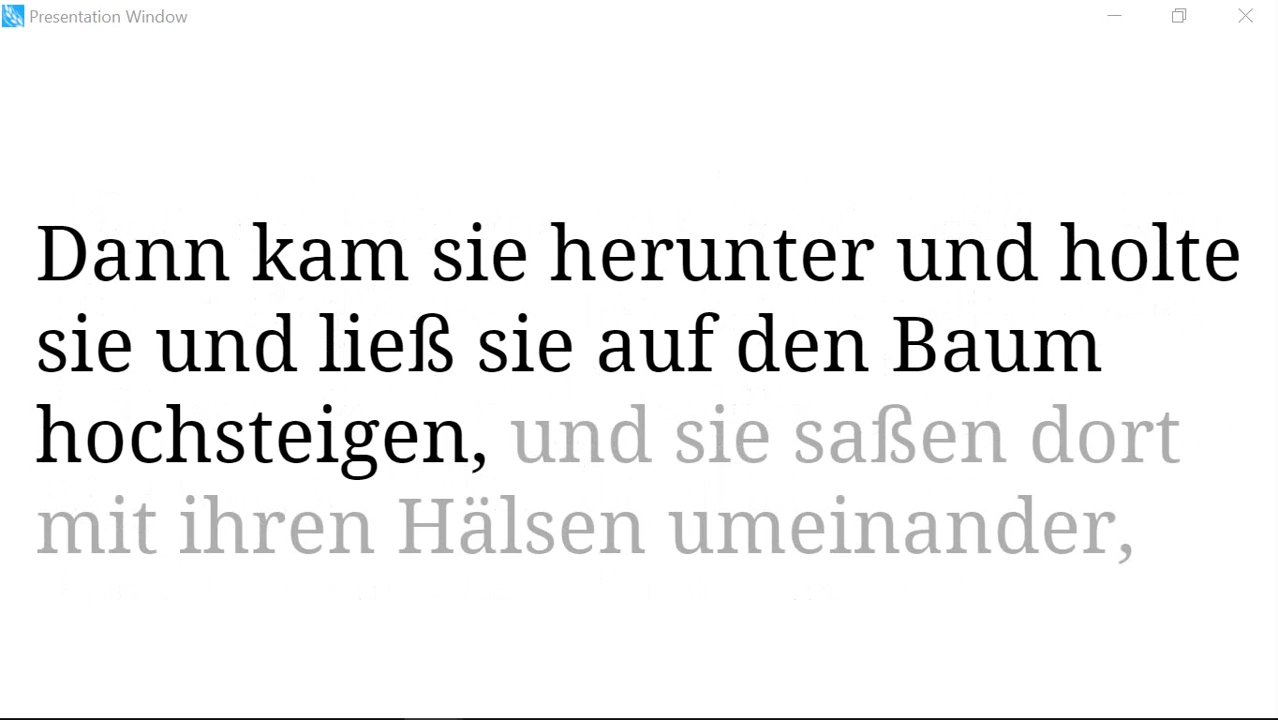 Presentation Window
Dann kam sie herunter und holte
sie und ließ sie auf den Baum
hochsteigen, und sie saßen dort
mit ihren Hälsen umeinander,